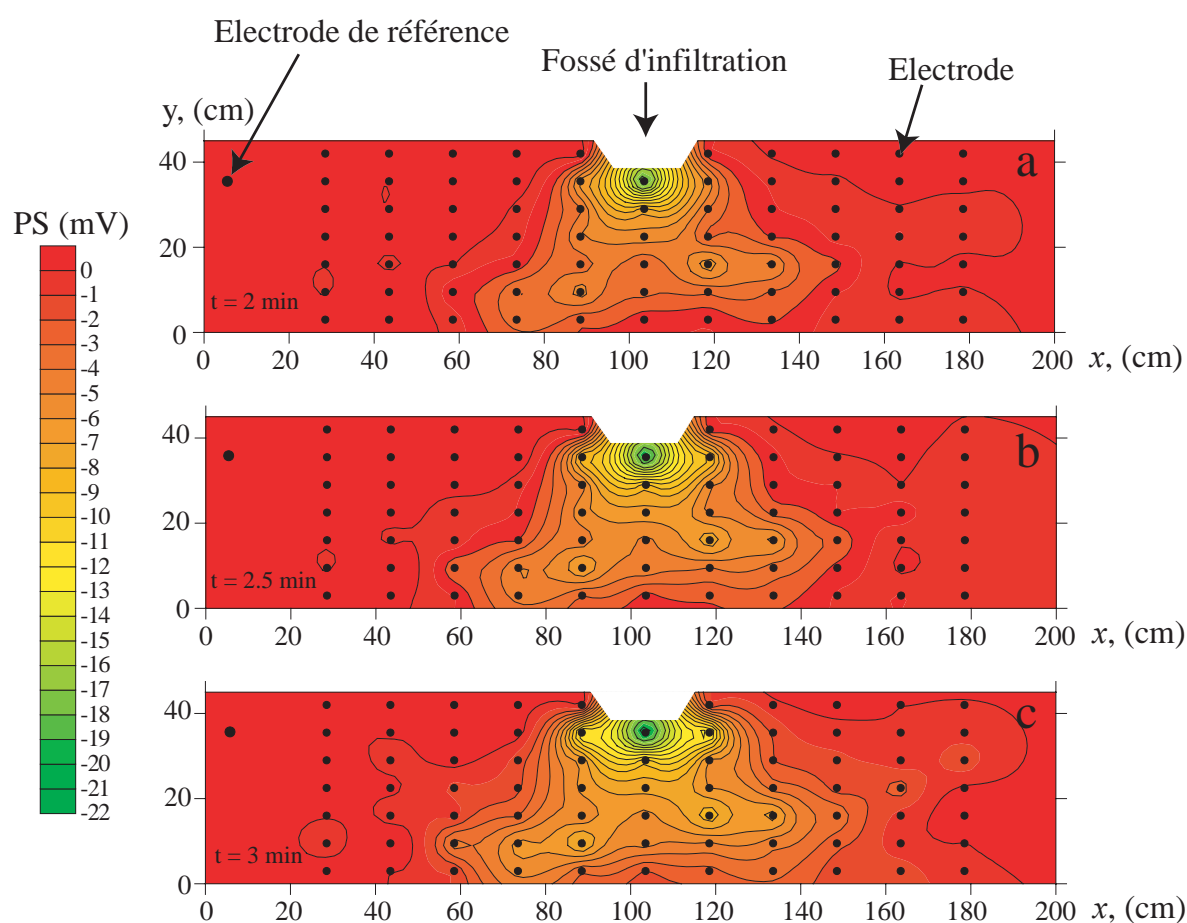 Electrode de référence
Fossé d'infiltration
Electrode
y, (cm)
a
40
20
0
t = 2 min
0 20 40 60 80 100 120 140 160 180 200 x, (cm)
PS (mV)
0
-1
-2
-3
-4
-5
-6
-7
-8
-9
-10
-11
-12
-13
-14
-15
-16
-17
-18
-19
-20
-21
-22
b
40
20
0
t = 2.5 min
0 20 40 60 80 100 120 140 160 180 200 x, (cm)
c
40
20
0
t = 3 min
0 20 40 60 80 100 120 140 160 180 200 x, (cm)